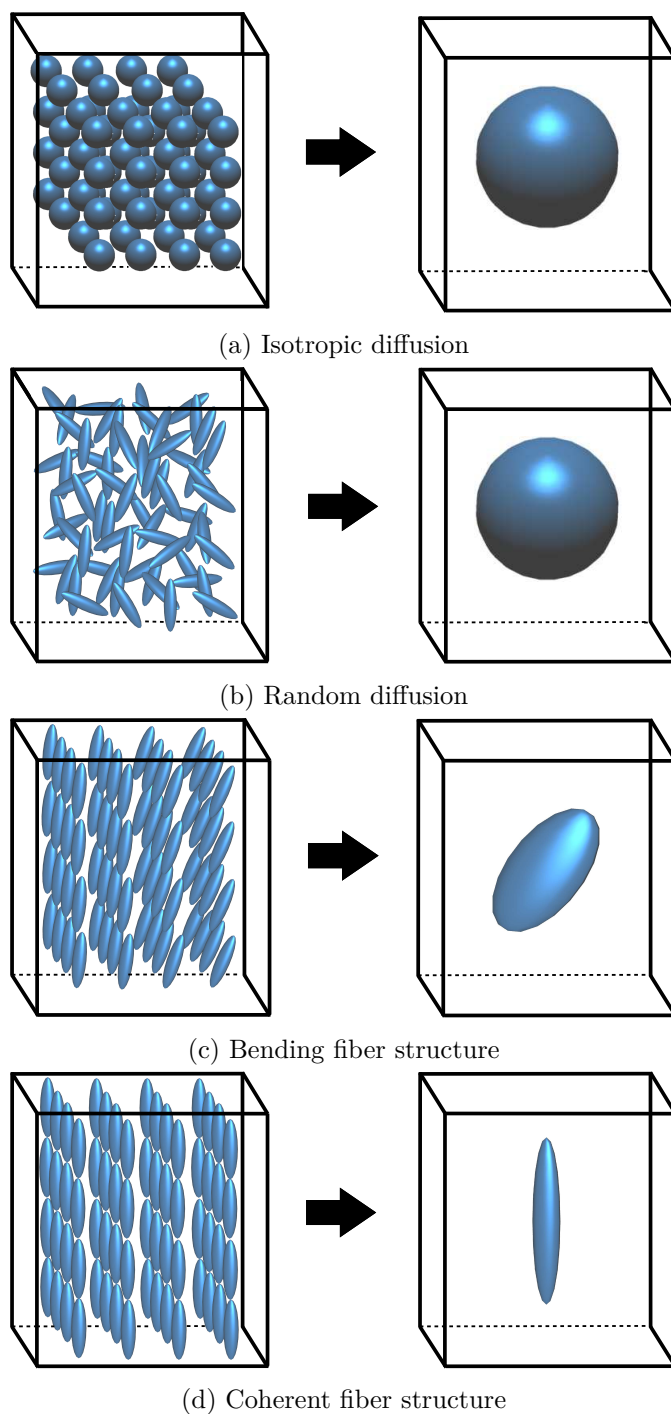 (a) Isotropic diffusion
(b) Random diffusion
(c) Bending fiber structure
(d) Coherent fiber structure